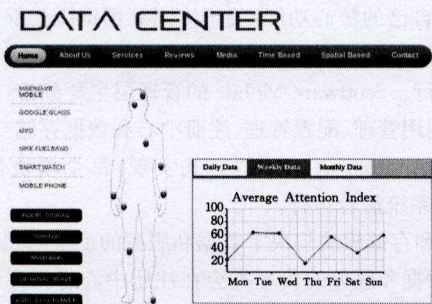 DATA CENTER
Home About Us Services Reviews Media Time Based Spatial Based Contact
MINDWAVE
MOBILE
GOOGLE GLASS
MYO
NIKE FUELBAND
SMARTWATCH
MOBILE PHONE
Daily Data Weekly Data Monthly Data
Average Attention Index
100
80
60
40
20
Mon Tue Wed Thu Fri Sat Sun